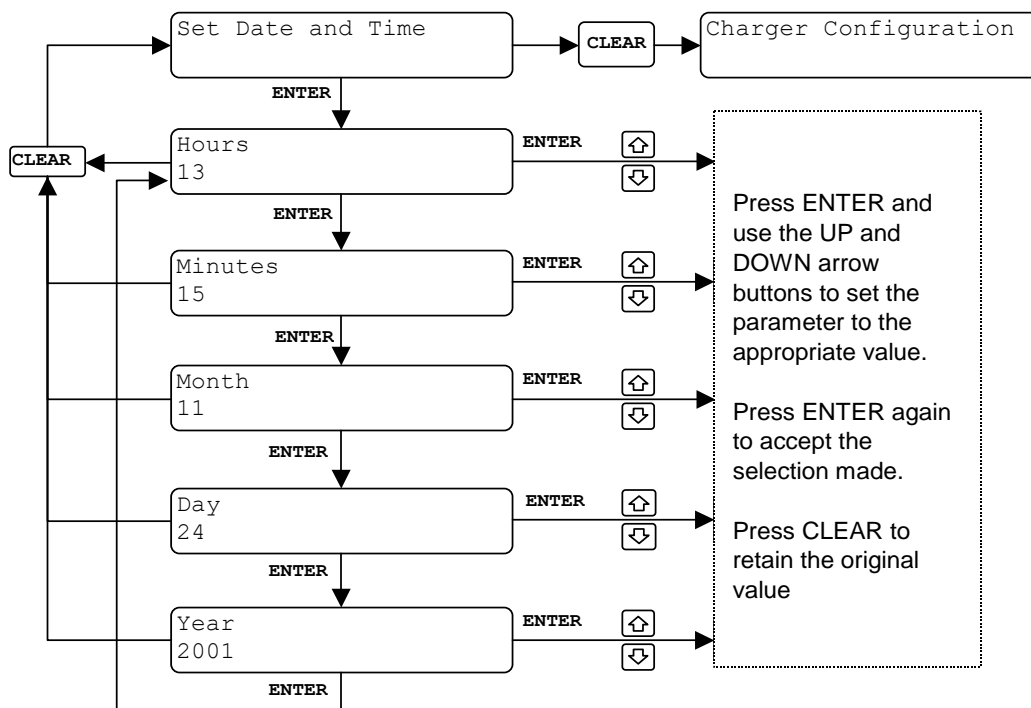 Set Date and Time
CLEAR
Charger Configuration
ENTER
CLEAR
Hours
13
ENTER
ENTER
Minutes
15
ENTER
ENTER
Month
11
ENTER
ENTER
Day
24
ENTER
ENTER
Year
2001
ENTER
ENTER
Press ENTER and
use the UP and
DOWN arrow
buttons to set the
parameter to the
appropriate value.
Press ENTER again
to accept the
selection made.
Press CLEAR to
retain the original
value